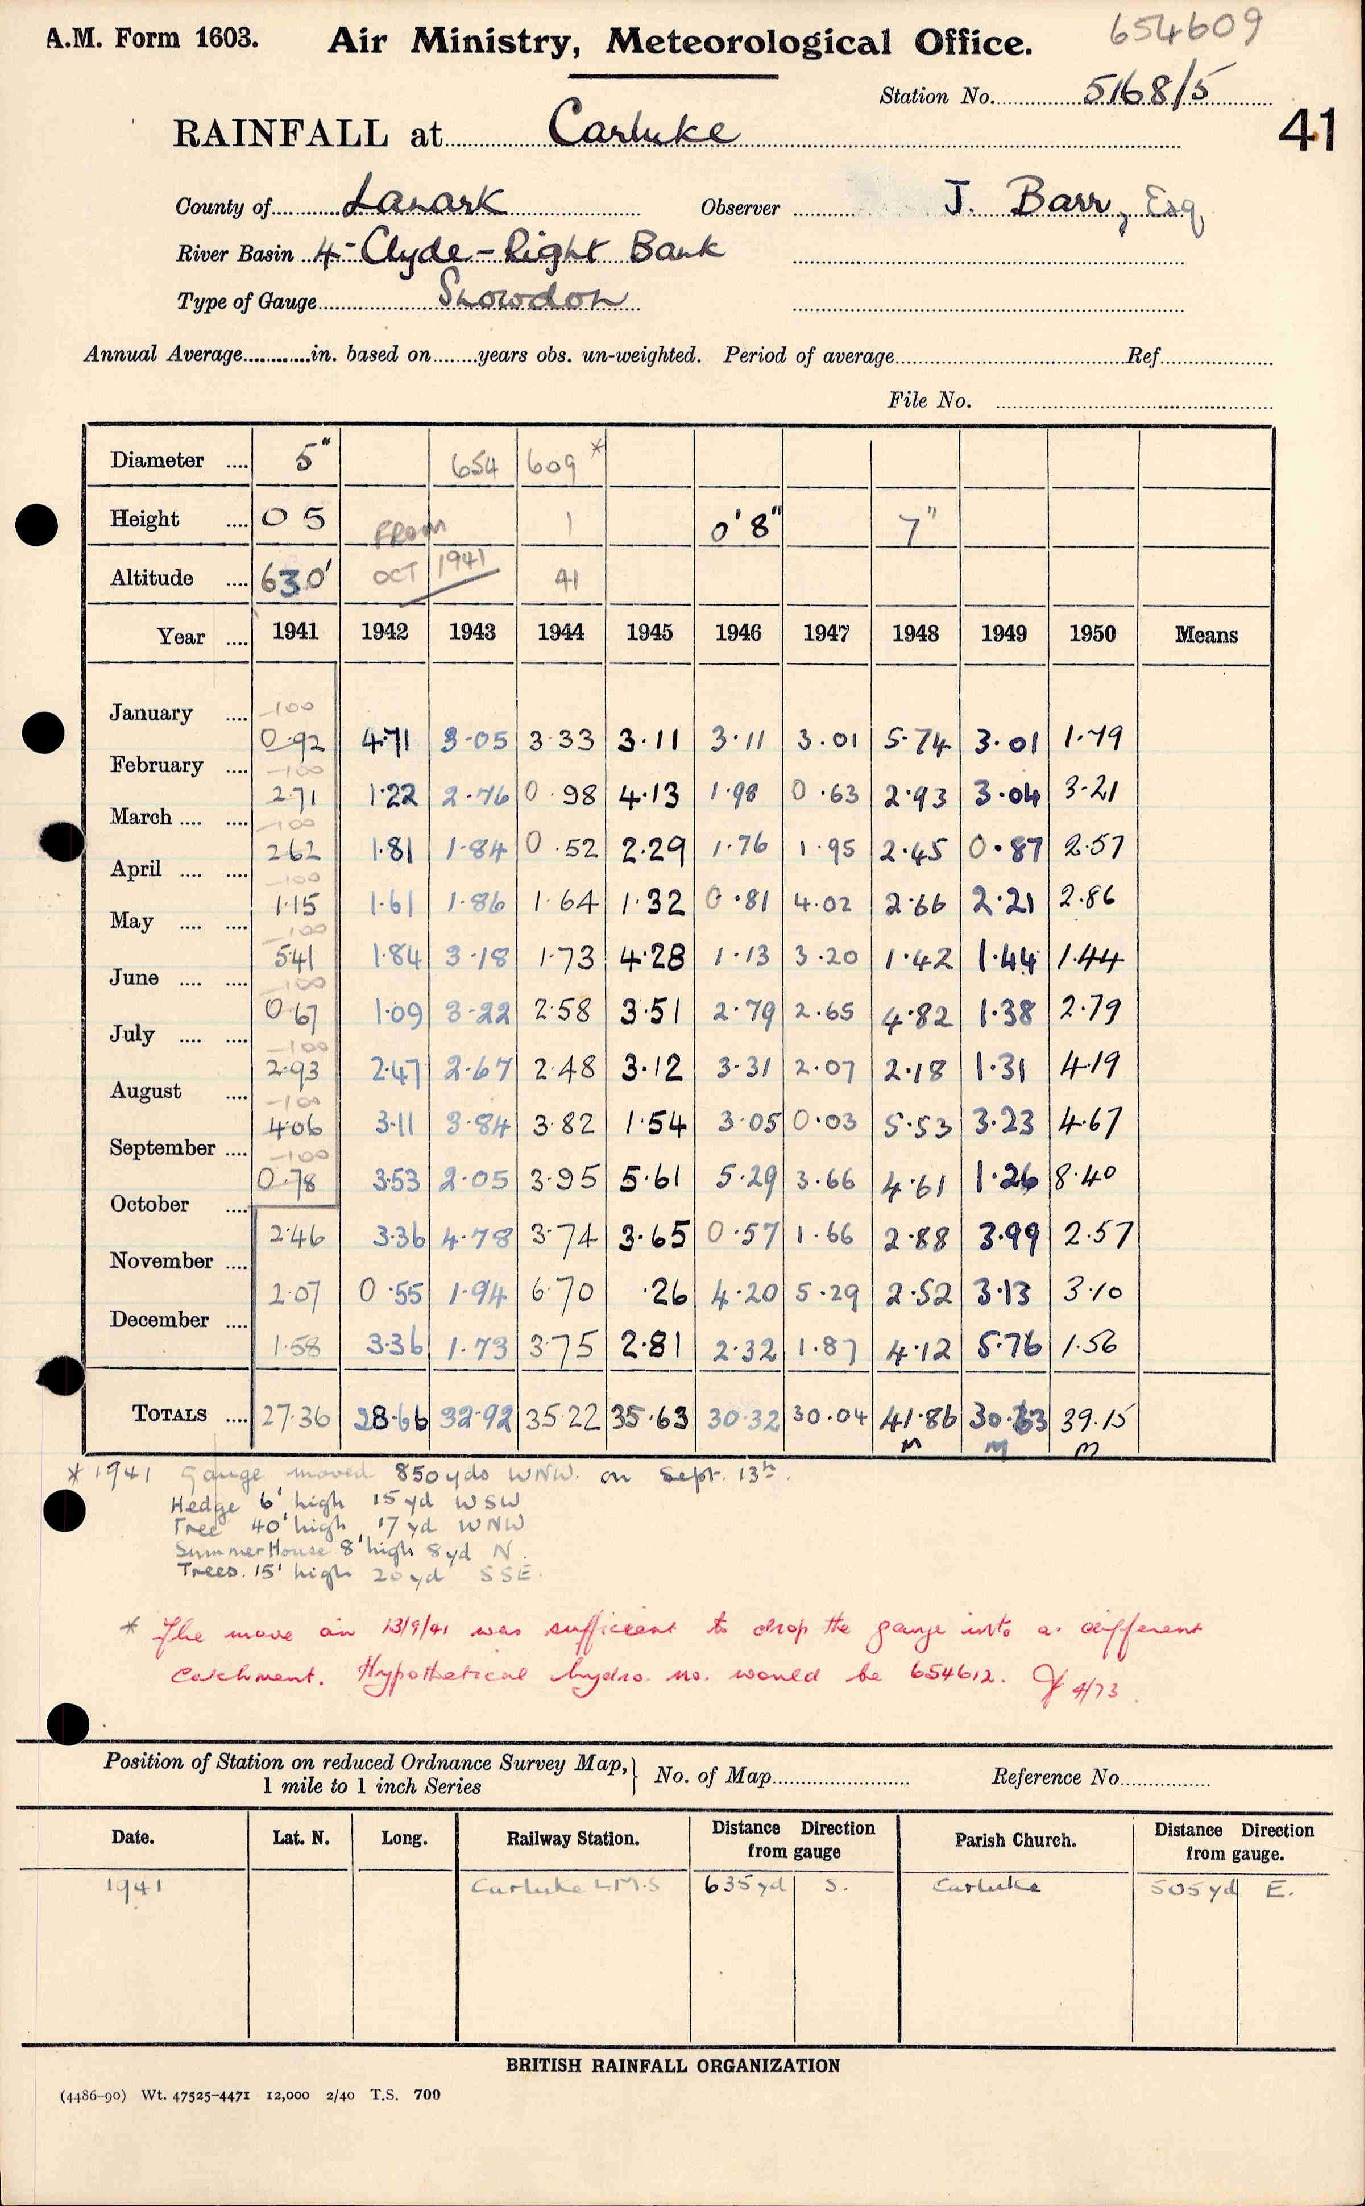 A.M. Form 1603. Air Ministry, Meteorological Office. 654609
Station No. 5168/5
RAINFALL at Carluke 41
County of Lanark Observer J. Barr, Esq
River Basin 4 - Clyde - Right Bank
Type of Gauge Snowdon
Annual Average in. based on years obs. un-weighted. Period of average Ref.
File No.
Diameter 5" 654 609 *
Height 0 5 FROM 1 0'8" 7"
Altitude 630' OCT 1941 41
Year 1941 1942 1943 1944 1945 1946 1947 1948 1949 1950 Means
January -100
0.92 4.71 3.05 3.33 3.11 3.11 3.01 5.74 3.01 1.79
February -100
2.71 1.22 2.76 0.98 4.13 1.98 0.63 2.93 3.04 3.21
March -100
2.62 1.81 1.84 0.52 2.29 1.76 1.95 2.45 0.87 2.57
April -100
1.15 1.61 1.86 1.64 1.32 0.81 4.02 2.66 2.21 2.86
May -100
5.41 1.84 3.18 1.73 4.28 1.13 3.20 1.42 1.44 1.44
June -100
0.67 1.09 3.22 2.58 3.51 2.79 2.65 4.82 1.38 2.79
July -100
2.93 2.47 2.67 2.48 3.12 3.31 2.07 2.18 1.31 4.19
August -100
4.06 3.11 3.84 3.82 1.54 3.05 0.03 5.53 3.23 4.67
September -100
0.78 3.53 2.05 3.95 5.61 5.29 3.66 4.61 1.26 8.40
October
2.46 3.36 4.78 3.74 3.65 0.57 1.66 2.88 3.99 2.57
November
2.07 0.55 1.94 6.70 .26 4.20 5.29 2.52 3.13 3.10
December
1.58 3.36 1.73 3.75 2.81 2.32 1.87 4.12 5.76 1.56
TOTALS 27.36 28.66 32.92 35.22 35.63 30.32 30.04 41.86 30.63 39.15
M M M
* 1941 Gauge moved 850 yds WNW. on Sept. 13th.
Hedge 6' high 15 yd WSW
Tree 40' high 17 yd WNW
Summer House 8' high 8 yd N.
Trees. 15' high 20 yd SSE.
* The move on 13/9/41 was sufficient to drop the gauge into a different
catchment. Hypothetical hydro. no. would be 654612. 4/73
Position of Station on reduced Ordnance Survey Map, No. of Map Reference No.
1 mile to 1 inch Series
Date. Lat. N. Long. Railway Station. Distance Direction from gauge Parish Church. Distance Direction from gauge.
1941 Carluke L.M.S 635 yd S. Carluke 505 yd E.
BRITISH RAINFALL ORGANIZATION
(4486-90) Wt. 47525-4471 12,000 2/40 T.S. 700